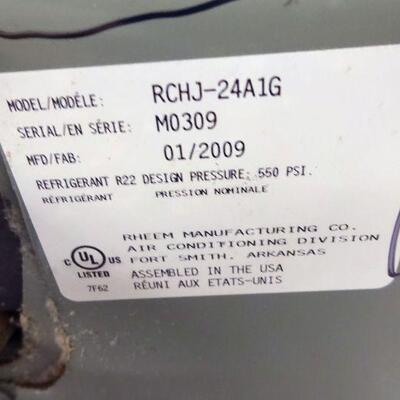 MODEL/MODÈLE: RCHJ-24A1G
SERIAL/EN SÉRIE: M0309
MFD/FAB: 01/2009
REFRIGERANT R22 DESIGN PRESSURE: 550 PSI.
RÉFRIGÉRANT PRESSION NOMINALE
RHEEM MANUFACTURING CO.
AIR CONDITIONING DIVISION
FORT SMITH, ARKANSAS
C UL US
LISTED
ASSEMBLED IN THE USA
7F62
RÉUNI AUX ETATS-UNIS